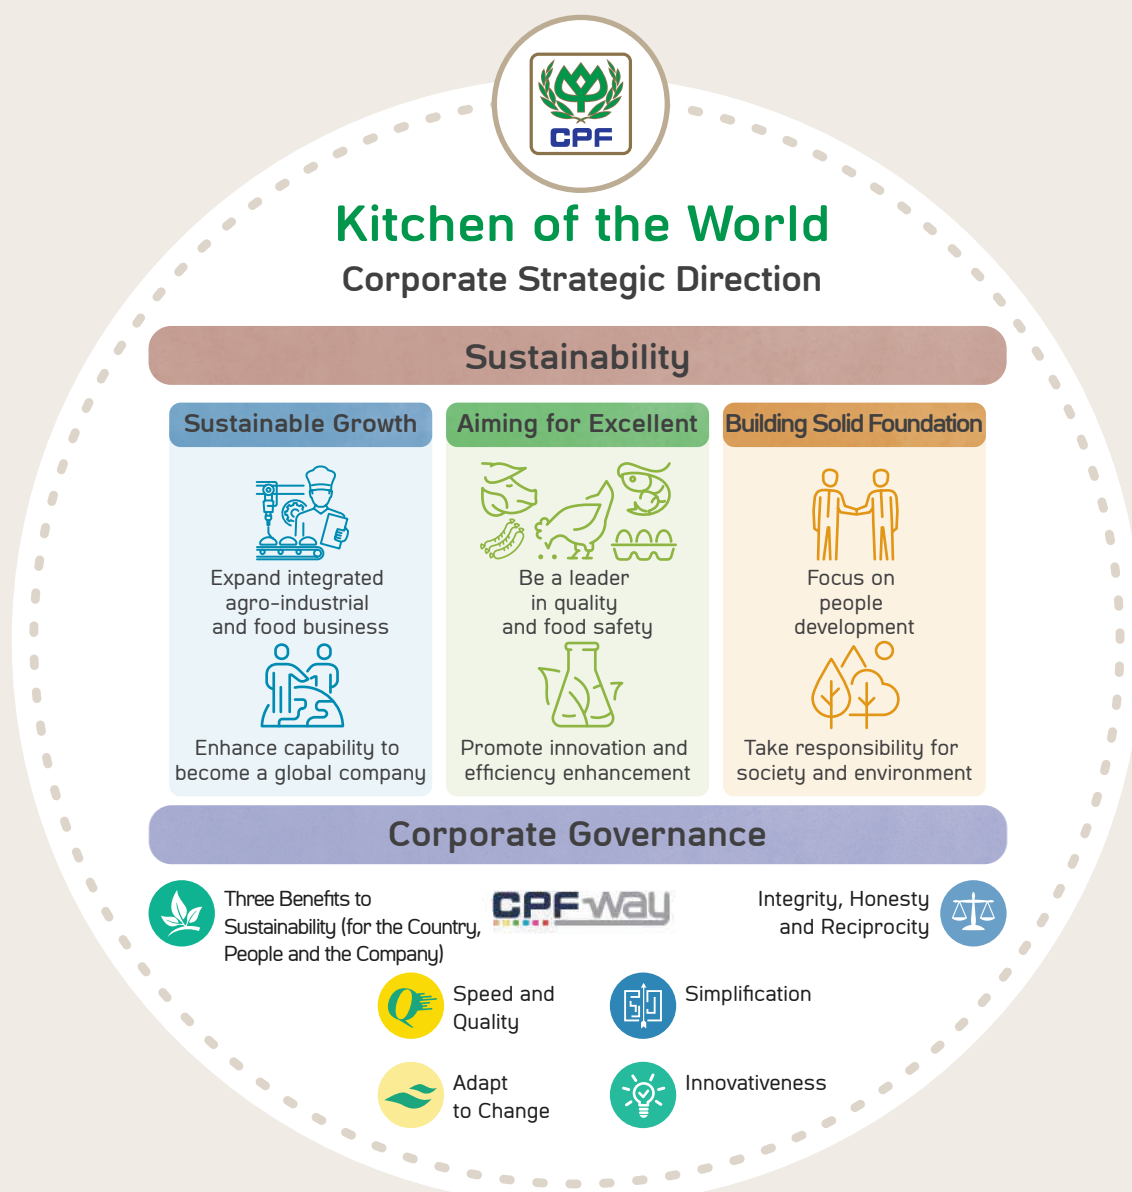 CPF
Kitchen of the World
Corporate Strategic Direction
Sustainability
Sustainable Growth
Expand integrated
agro-industrial
and food business
Enhance capability to
become a global company
Aiming for Excellent
Be a leader
in quality
and food safety
Promote innovation and
efficiency enhancement
Building Solid Foundation
Focus on
people
development
Take responsibility for
society and environment
Corporate Governance
Three Benefits to
Sustainability (for the Country,
People and the Company)
CPF-way
Integrity, Honesty
and Reciprocity
Q
Speed and
Quality
Simplification
Adapt
to Change
Innovativeness